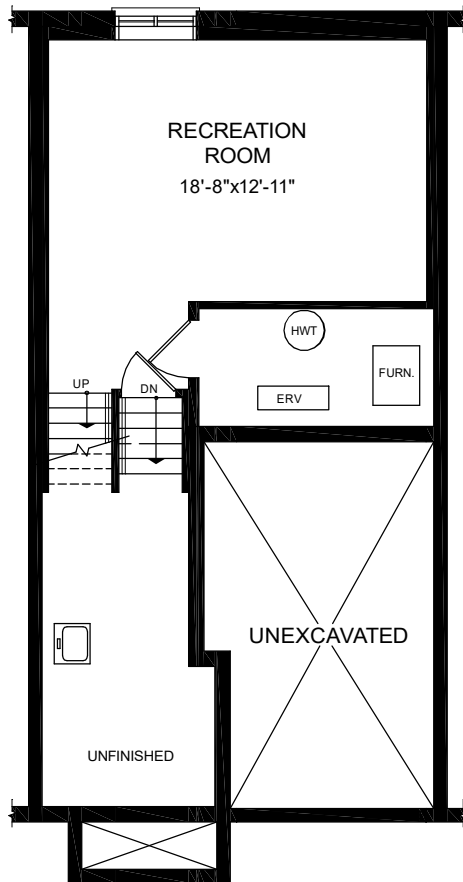 RECREATION
ROOM
18'-8"x12'-11"
HWT
FURN.
ERV
UP
DN
UNEXCAVATED
UNFINISHED